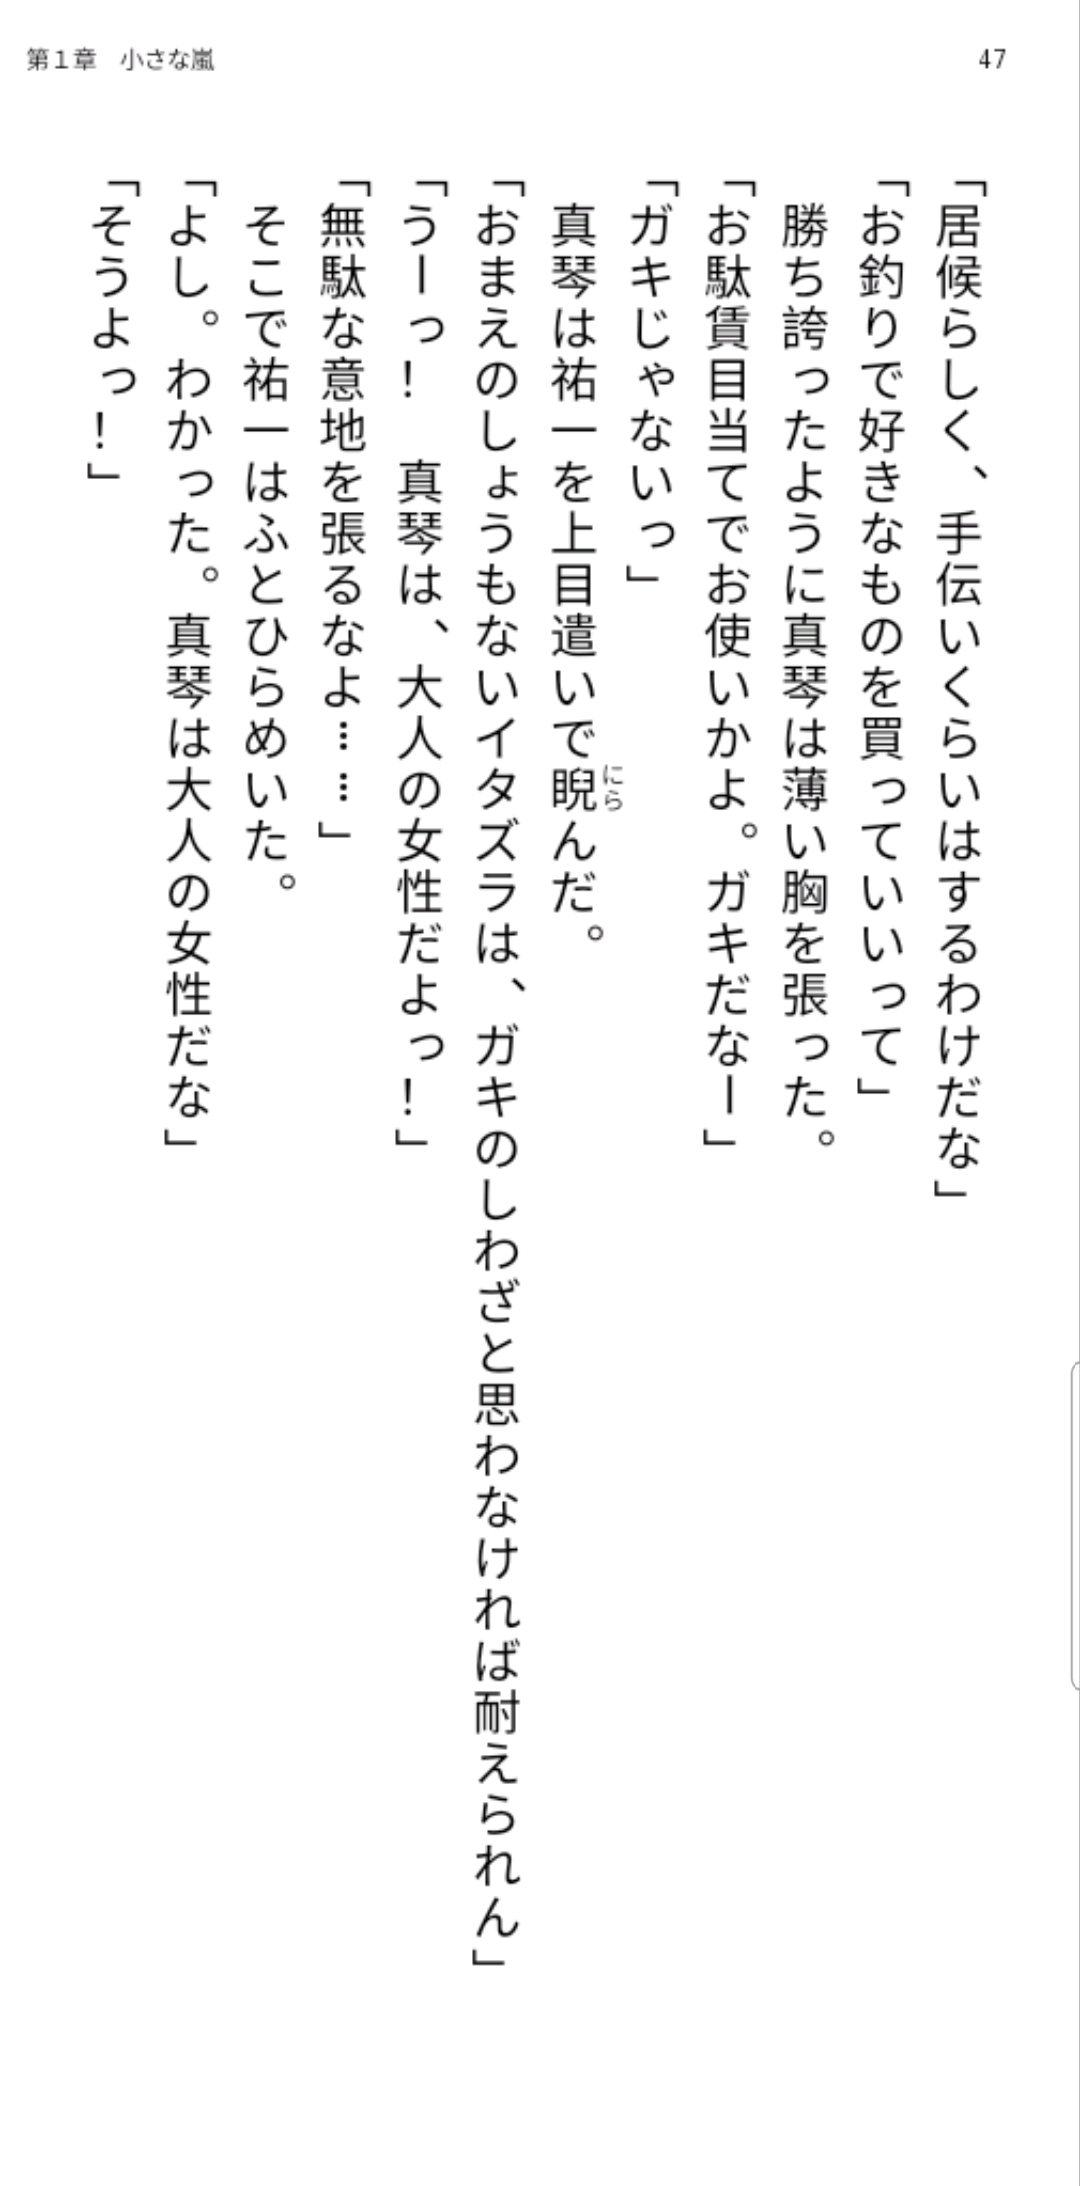 第１章　小さな嵐
47
「居候らしく、手伝いくらいはするわけだな」
「お釣りで好きなものを買っていいって」
　勝ち誇ったように真琴は薄い胸を張った。
「お駄賃目当てでお使いかよ。ガキだなー」
「ガキじゃないっ」
　真琴は祐一を上目遣いで睨んだ。
にら
「おまえのしょうもないイタズラは、ガキのしわざと思わなければ耐えられん」
「うーっ！　真琴は、大人の女性だよっ！」
「無駄な意地を張るなよ……」
　そこで祐一はふとひらめいた。
「よし。わかった。真琴は大人の女性だな」
「そうよっ！」